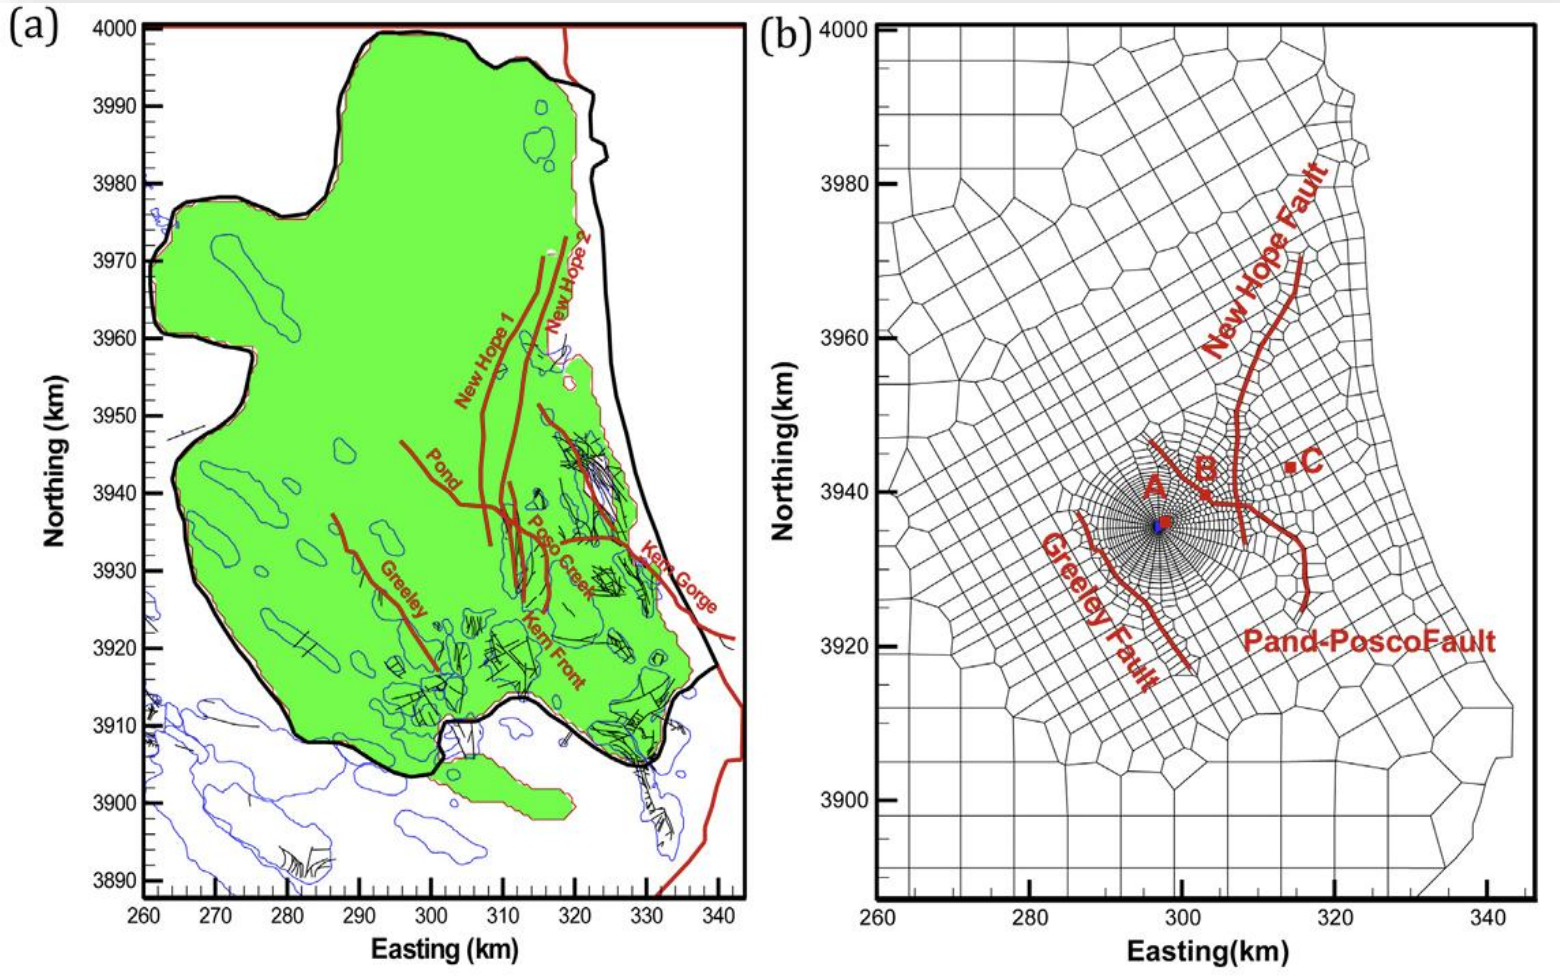 (a)
4000
3990
3980
3970
3960
3950
3940
3930
3920
3910
3900
3890
Northing (km)
260 270 280 290 300 310 320 330 340
Easting (km)
New Hope 1
New Hope 2
Pond
Poso Creek
Greeley
Kern Front
Kern Gorge
(b)
4000
3980
3960
3940
3920
3900
Northing(km)
260 280 300 320 340
Easting(km)
New Hope Fault
A
B
C
Greeley Fault
Pand-PoscoFault